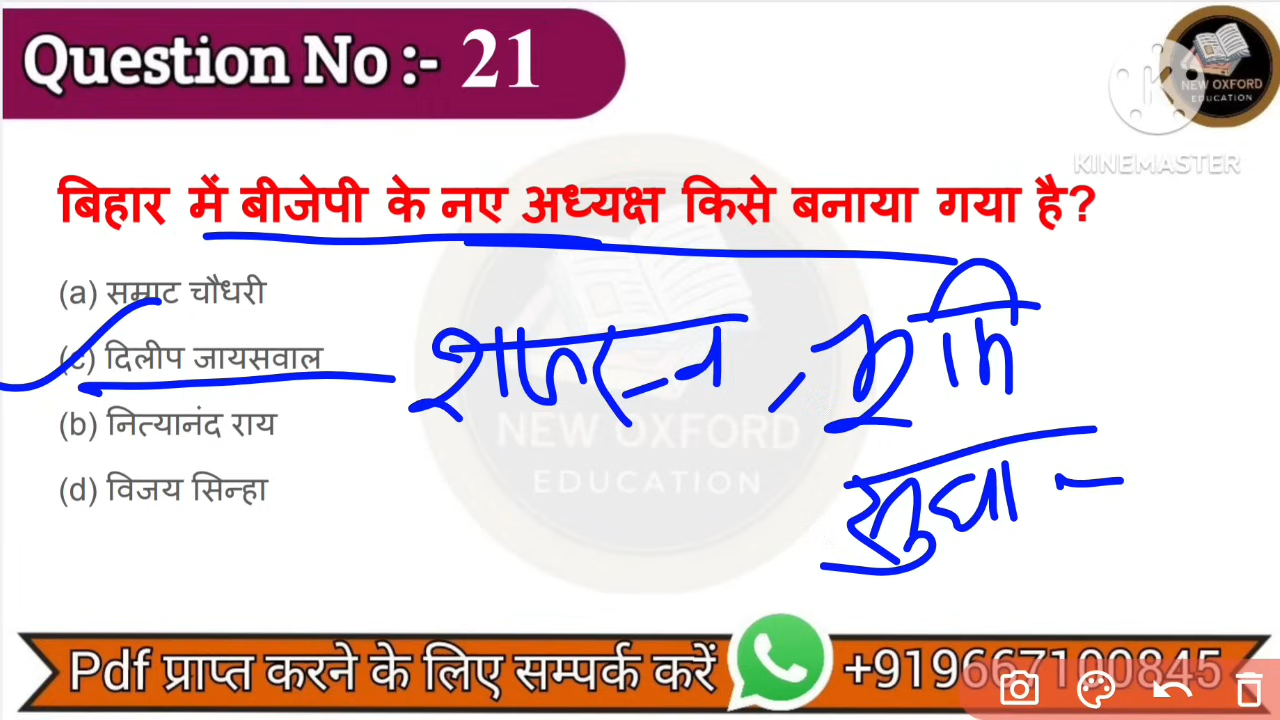 Question No :- 21
NEW OXFORD
EDUCATION
KINEMASTER
बिहार में बीजेपी के नए अध्यक्ष किसे बनाया गया है?
(a) सम्राट चौधरी
(c) दिलीप जायसवाल
(b) नित्यानंद राय
(d) विजय सिन्हा
भूमि
NEW OXFORD
EDUCATION
Pdf प्राप्त करने के लिए सम्पर्क करें +919667100845